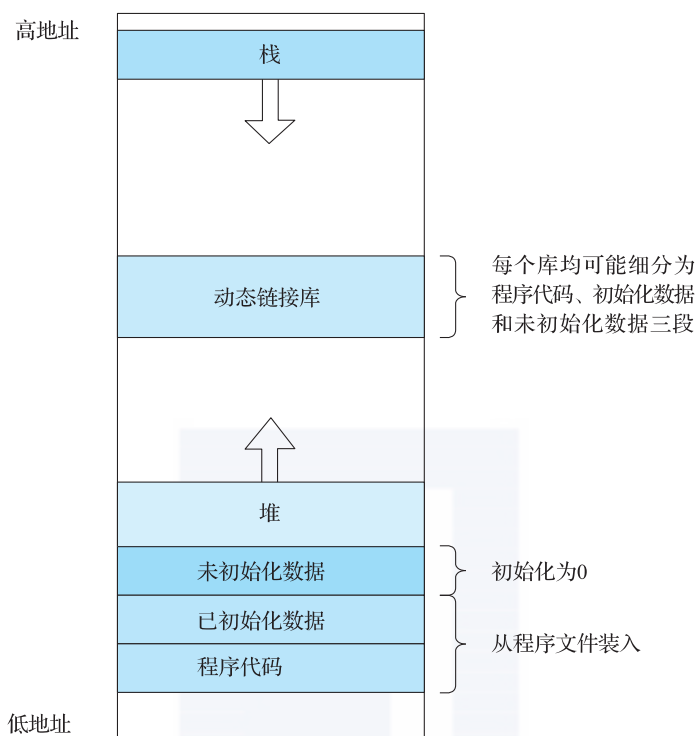 高地址
栈
动态链接库
每个库均可能细分为
程序代码、初始化数据
和未初始化数据三段
堆
未初始化数据
初始化为0
已初始化数据
从程序文件装入
程序代码
低地址